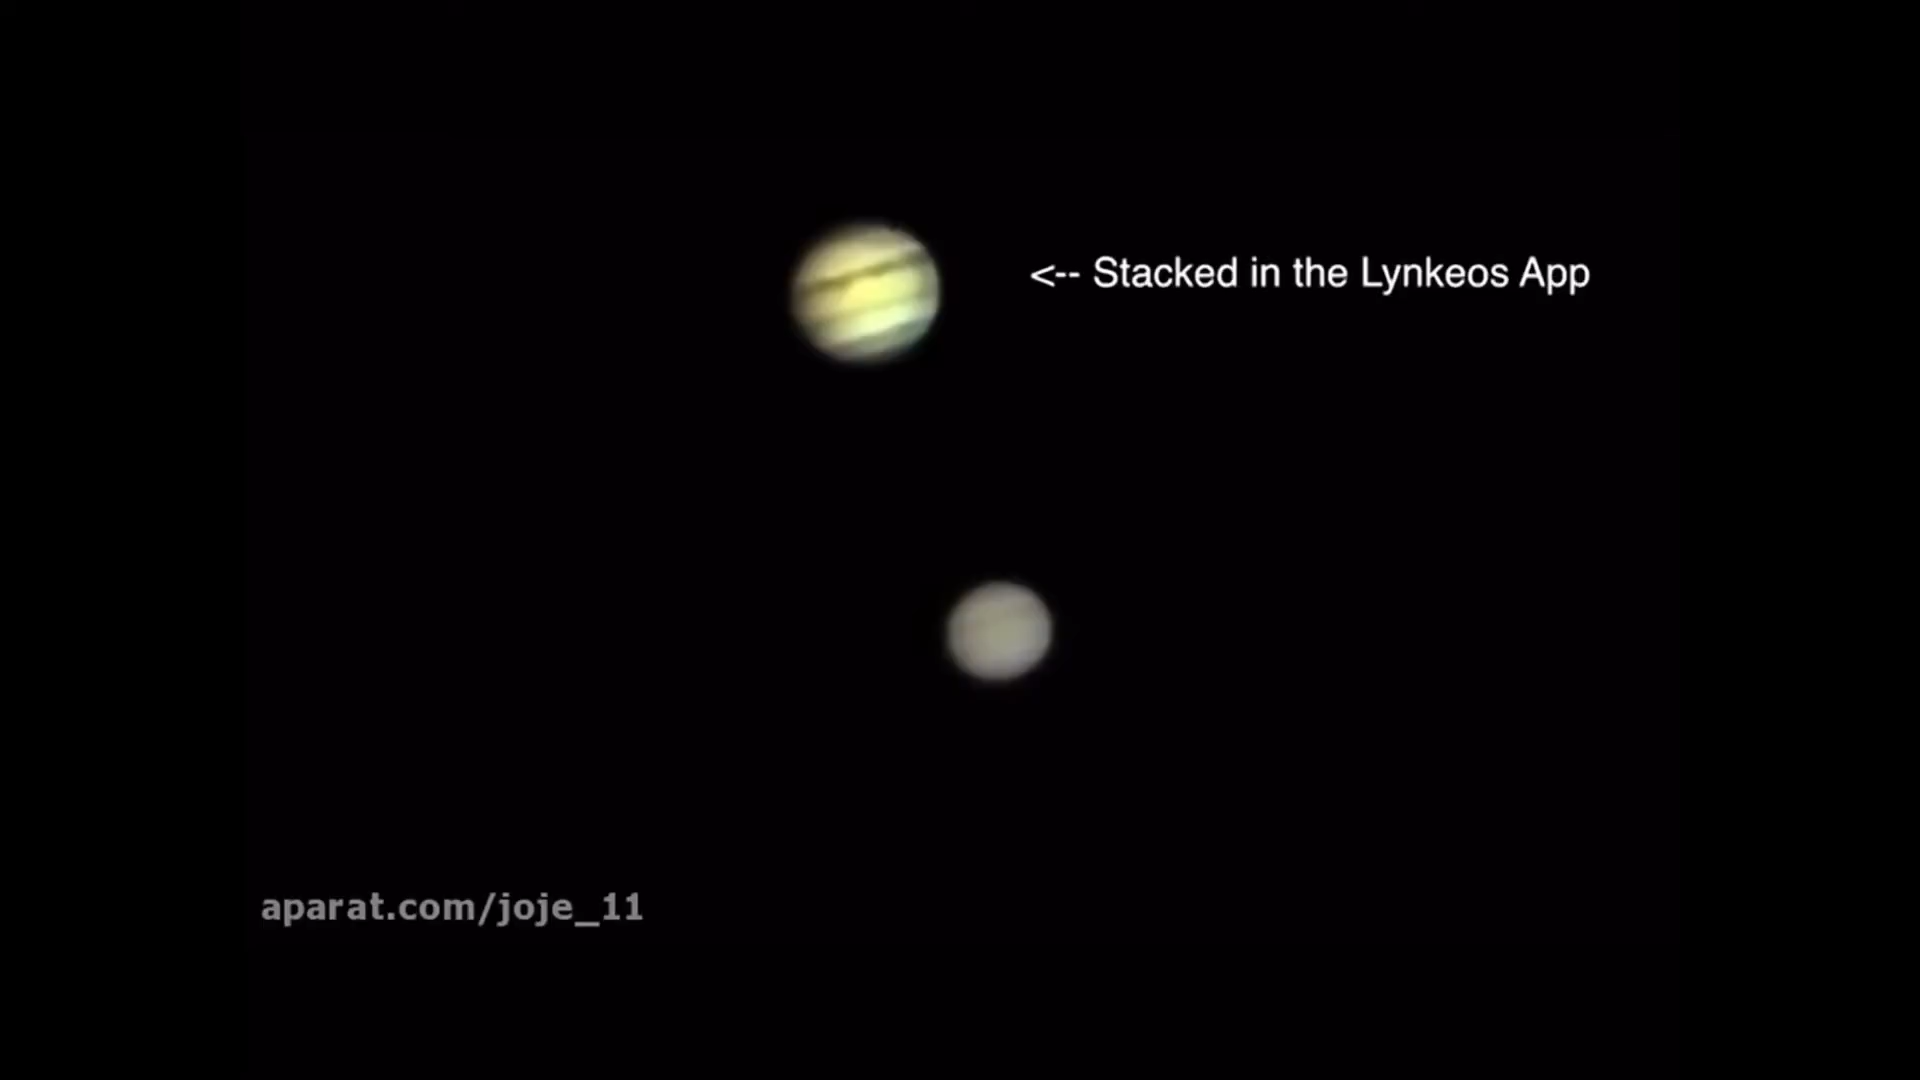 <-- Stacked in the Lynkeos App
aparat.com/joje_11